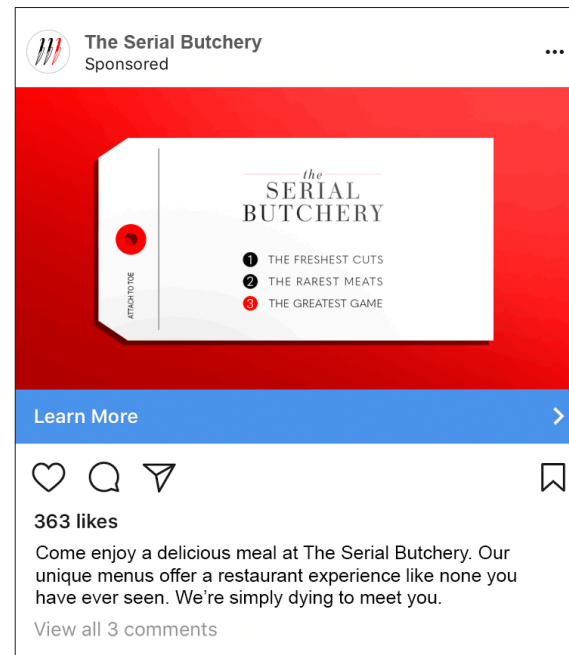 The Serial Butchery
Sponsored
the
SERIAL
BUTCHERY
1 THE FRESHEST CUTS
2 THE RAREST MEATS
3 THE GREATEST GAME
ATTACH TO TOE
Learn More
363 likes
Come enjoy a delicious meal at The Serial Butchery. Our
unique menus offer a restaurant experience like none you
have ever seen. We’re simply dying to meet you.
View all 3 comments